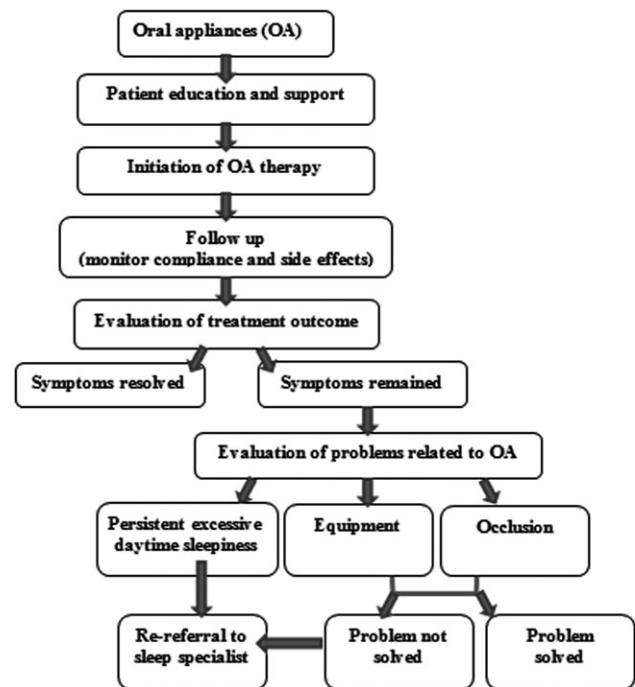 Oral appliances (OA)
Patient education and support
Initiation of OA therapy
Follow up
(monitor compliance and side effects)
Evaluation of treatment outcome
Symptoms resolved
Symptoms remained
Evaluation of problems related to OA
Persistent excessive
daytime sleepiness
Equipment
Occlusion
Re-referral to
sleep specialist
Problem not
solved
Problem
solved